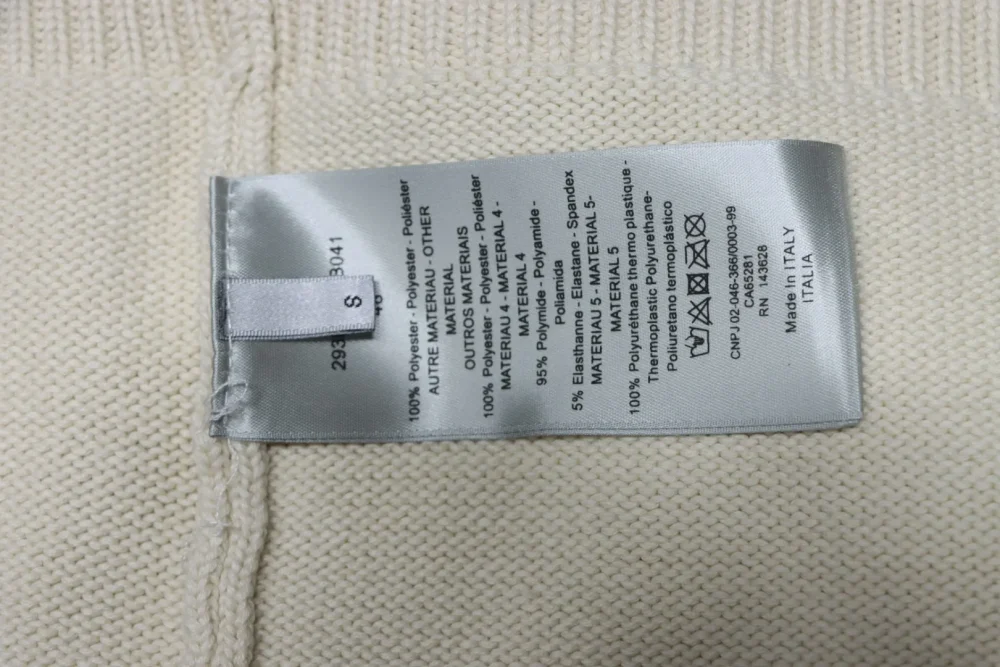 293
3041
S
100% Polyester - Polyester - Poliéster
AUTRE MATERIAU - OTHER
MATERIAL
OUTROS MATERIAIS
100% Polyester - Polyester - Poliéster
MATERIAU 4 - MATERIAL 4 -
MATERIAL 4
95% Polymide - Polyamide -
Poliamida
5% Elasthanne - Elastane - Spandex
MATERIAU 5 - MATERIAL 5-
MATERIAL 5
100% Polyuréthane thermo plastique -
Thermoplastic Polyurethane-
Poliuretano termoplástico
CNPJ 02-046-366/0003-99
CA65281
RN 143628
Made In ITALY
ITALIA